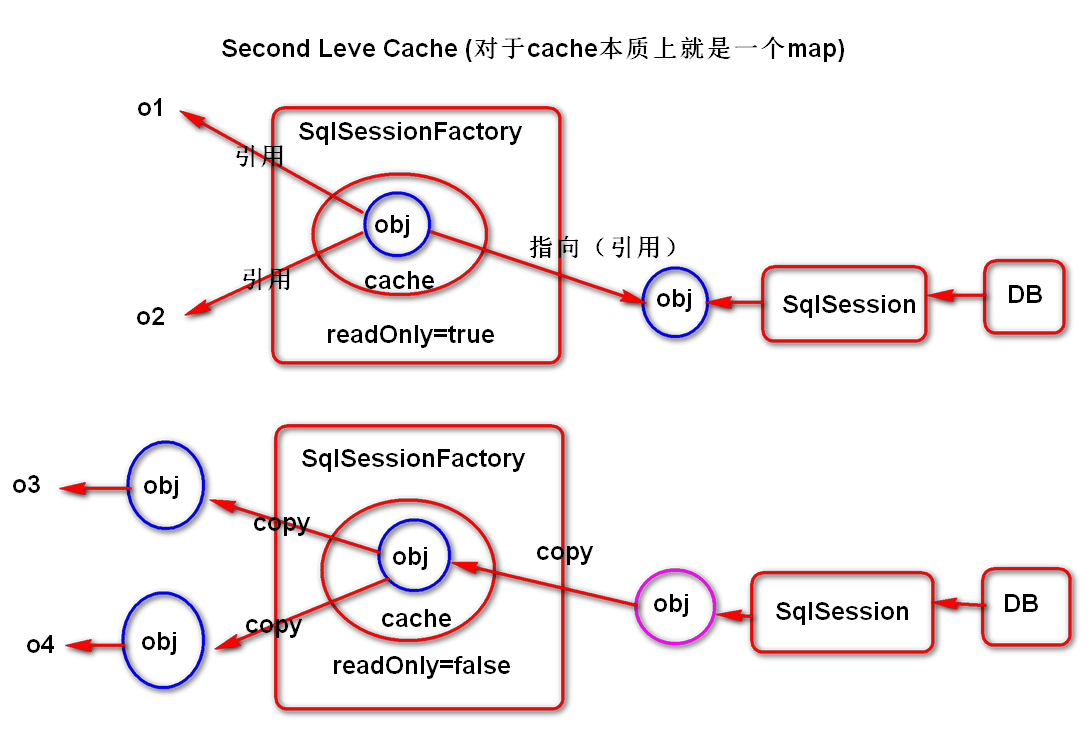 Second Leve Cache (对于cache本质上就是一个map)
o1
SqlSessionFactory
引用
obj
指向（引用）
引用
cache
obj
SqlSession
DB
o2
readOnly=true
SqlSessionFactory
o3
obj
copy
obj
copy
cache
obj
SqlSession
DB
copy
o4
obj
readOnly=false